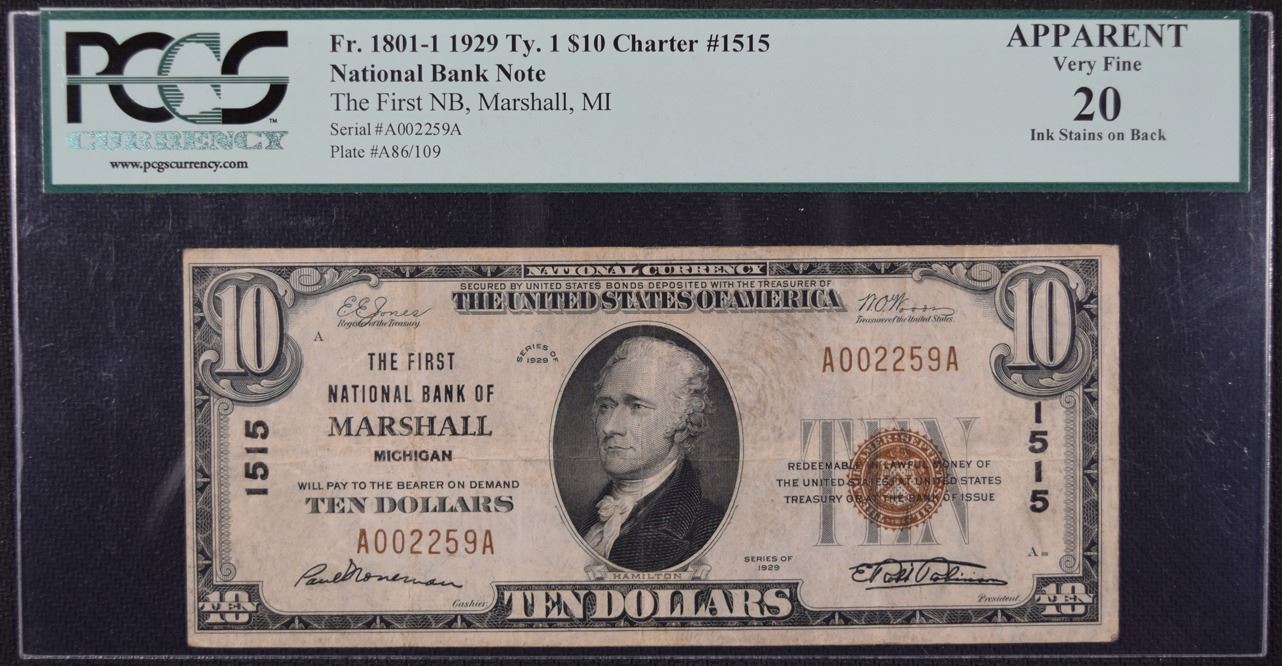 PCGS
CURRENCY
www.pcgscurrency.com
Fr. 1801-1 1929 Ty. 1 $10 Charter #1515
National Bank Note
The First NB, Marshall, MI
Serial #A002259A
Plate #A86/109
APPARENT
Very Fine
20
Ink Stains on Back
NATIONAL CURRENCY
SECURED BY UNITED STATES BONDS DEPOSITED WITH THE TREASURER OF
THE UNITED STATES OF AMERICA
10
10
E E Jones
Register of the Treasury.
W.O. Woods
Treasurer of the United States.
A
THE FIRST
NATIONAL BANK OF
MARSHALL
MICHIGAN
SERIES OF
1929
A002259A
1515
1515
WILL PAY TO THE BEARER ON DEMAND
TEN DOLLARS
A002259A
TEN
REDEEMABLE IN LAWFUL MONEY OF
THE UNITED STATES AT UNITED STATES
TREASURY OR AT THE BANK OF ISSUE
SERIES OF
1929
A
HAMILTON
Cashier.
President.
TEN
TEN DOLLARS
10